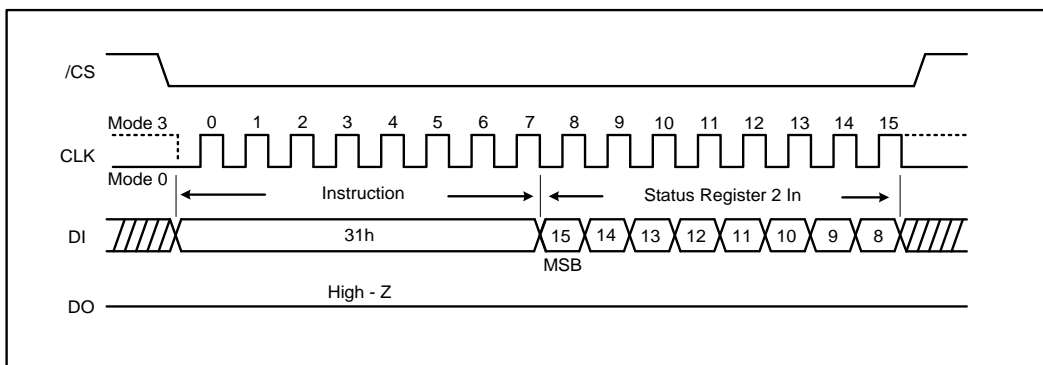 /CS
Mode 3 0 1 2 3 4 5 6 7 8 9 10 11 12 13 14 15
CLK
Mode 0
Instruction Status Register 2 In
DI 31h 15 14 13 12 11 10 9 8
MSB
High - Z
DO